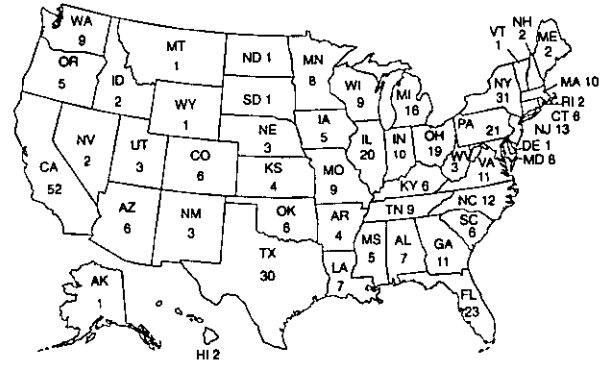 WA
9
OR
5
CA
52
NV
2
ID
2
MT
1
WY
1
UT
3
AZ
6
CO
6
NM
3
ND 1
SD 1
NE
3
KS
4
OK
6
TX
30
MN
8
IA
5
MO
9
AR
4
LA
7
WI
9
IL
20
MI
16
IN
10
OH
19
KY 6
TN 9
MS
5
AL
7
GA
11
FL
23
SC
6
NC 12
VA
11
WV
3
PA
21
NY
31
VT
1
NH
2
ME
2
MA 10
RI 2
CT 6
NJ 13
DE 1
MD 8
AK
1
HI 2